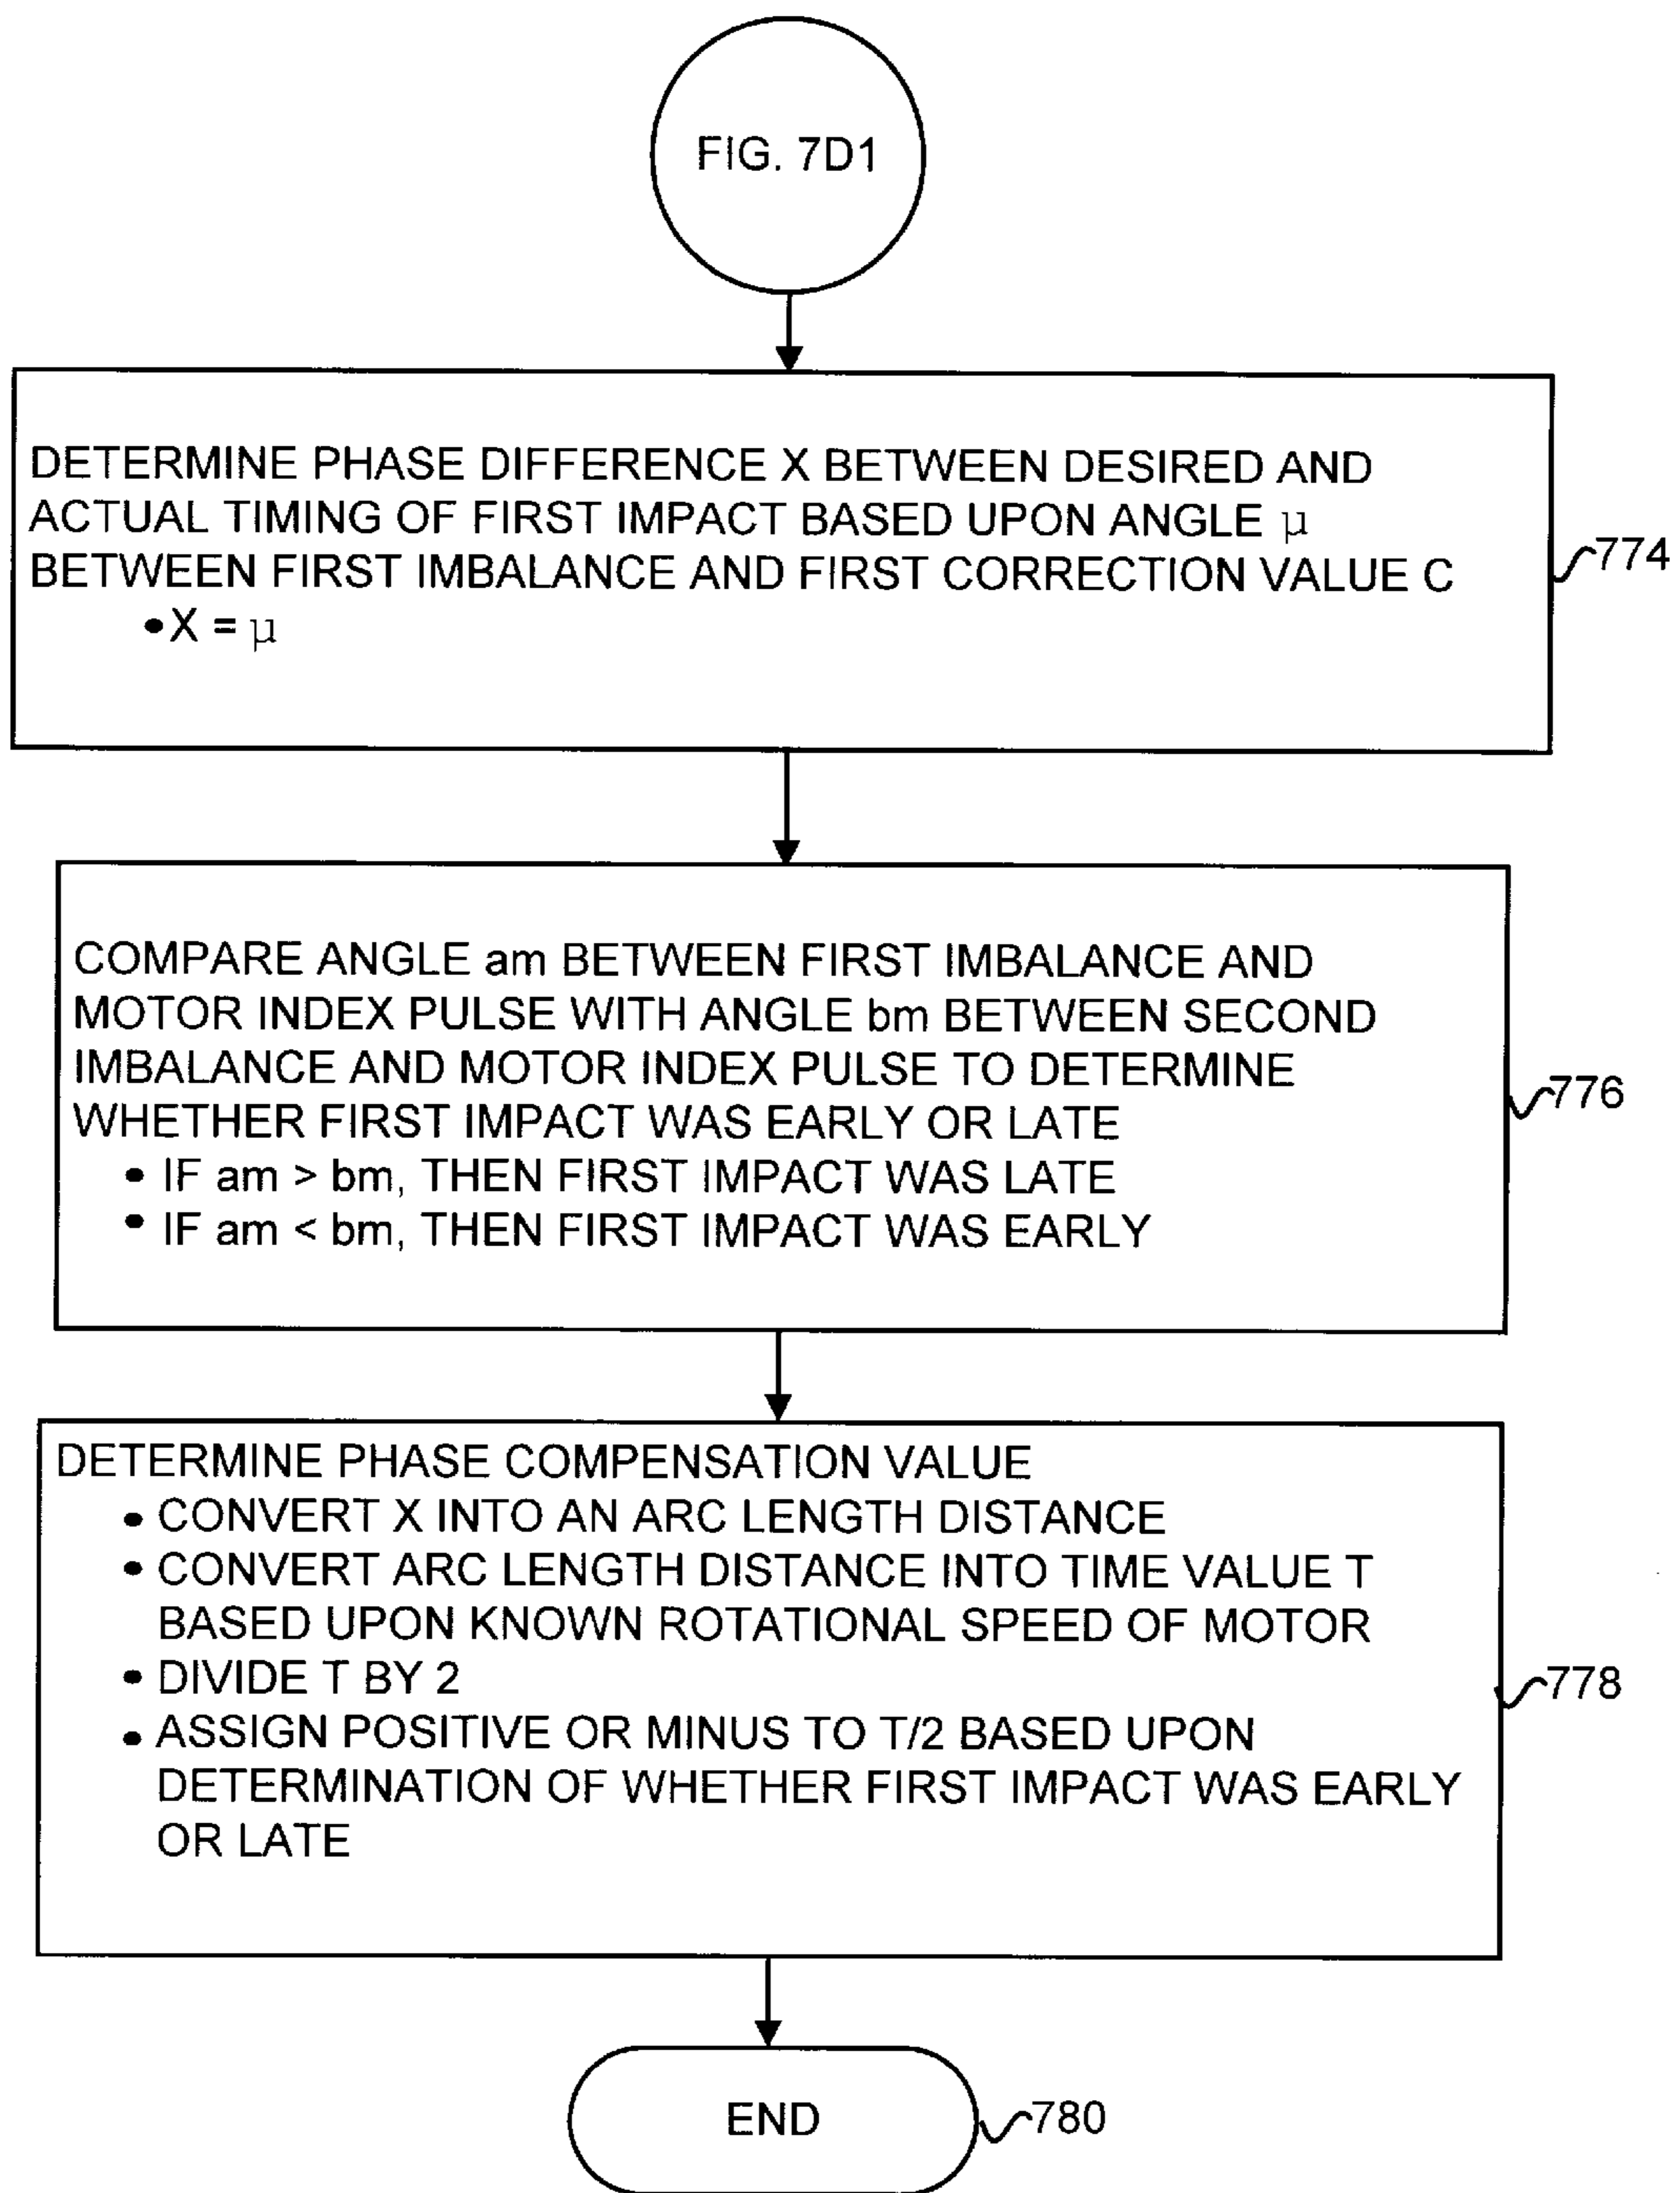 FIG. 7D1
DETERMINE PHASE DIFFERENCE X BETWEEN DESIRED AND
ACTUAL TIMING OF FIRST IMPACT BASED UPON ANGLE μ
BETWEEN FIRST IMBALANCE AND FIRST CORRECTION VALUE C
• X = μ
774
COMPARE ANGLE am BETWEEN FIRST IMBALANCE AND
MOTOR INDEX PULSE WITH ANGLE bm BETWEEN SECOND
IMBALANCE AND MOTOR INDEX PULSE TO DETERMINE
WHETHER FIRST IMPACT WAS EARLY OR LATE
• IF am > bm, THEN FIRST IMPACT WAS LATE
• IF am < bm, THEN FIRST IMPACT WAS EARLY
776
DETERMINE PHASE COMPENSATION VALUE
• CONVERT X INTO AN ARC LENGTH DISTANCE
• CONVERT ARC LENGTH DISTANCE INTO TIME VALUE T
BASED UPON KNOWN ROTATIONAL SPEED OF MOTOR
• DIVIDE T BY 2
• ASSIGN POSITIVE OR MINUS TO T/2 BASED UPON
DETERMINATION OF WHETHER FIRST IMPACT WAS EARLY
OR LATE
778
END
780